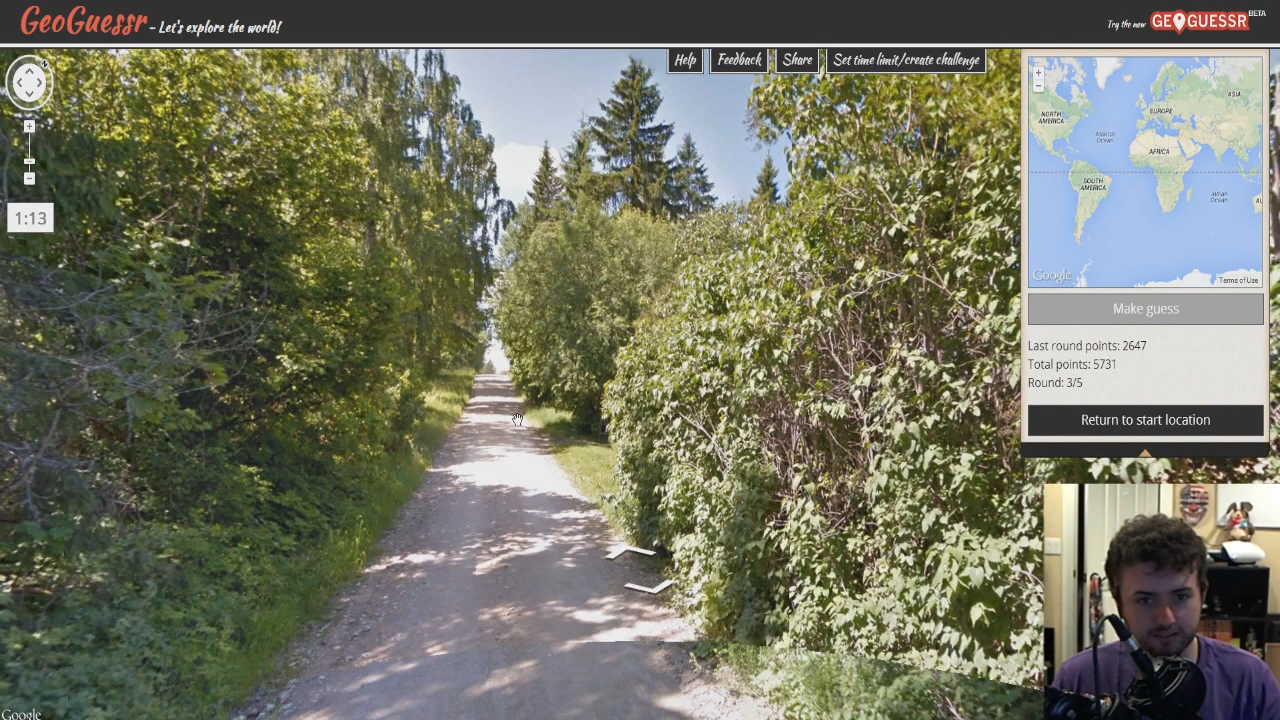 GeoGuessr - Let's explore the world!
Try the new GEOGUESSR BETA
Help
Feedback
Share
Set time limit/create challenge
N
1:13
NORTH AMERICA
Atlantic Ocean
EUROPE
ASIA
AFRICA
SOUTH AMERICA
Indian Ocean
AU
Google
Terms of Use
Make guess
Last round points: 2647
Total points: 5731
Round: 3/5
Return to start location
Google